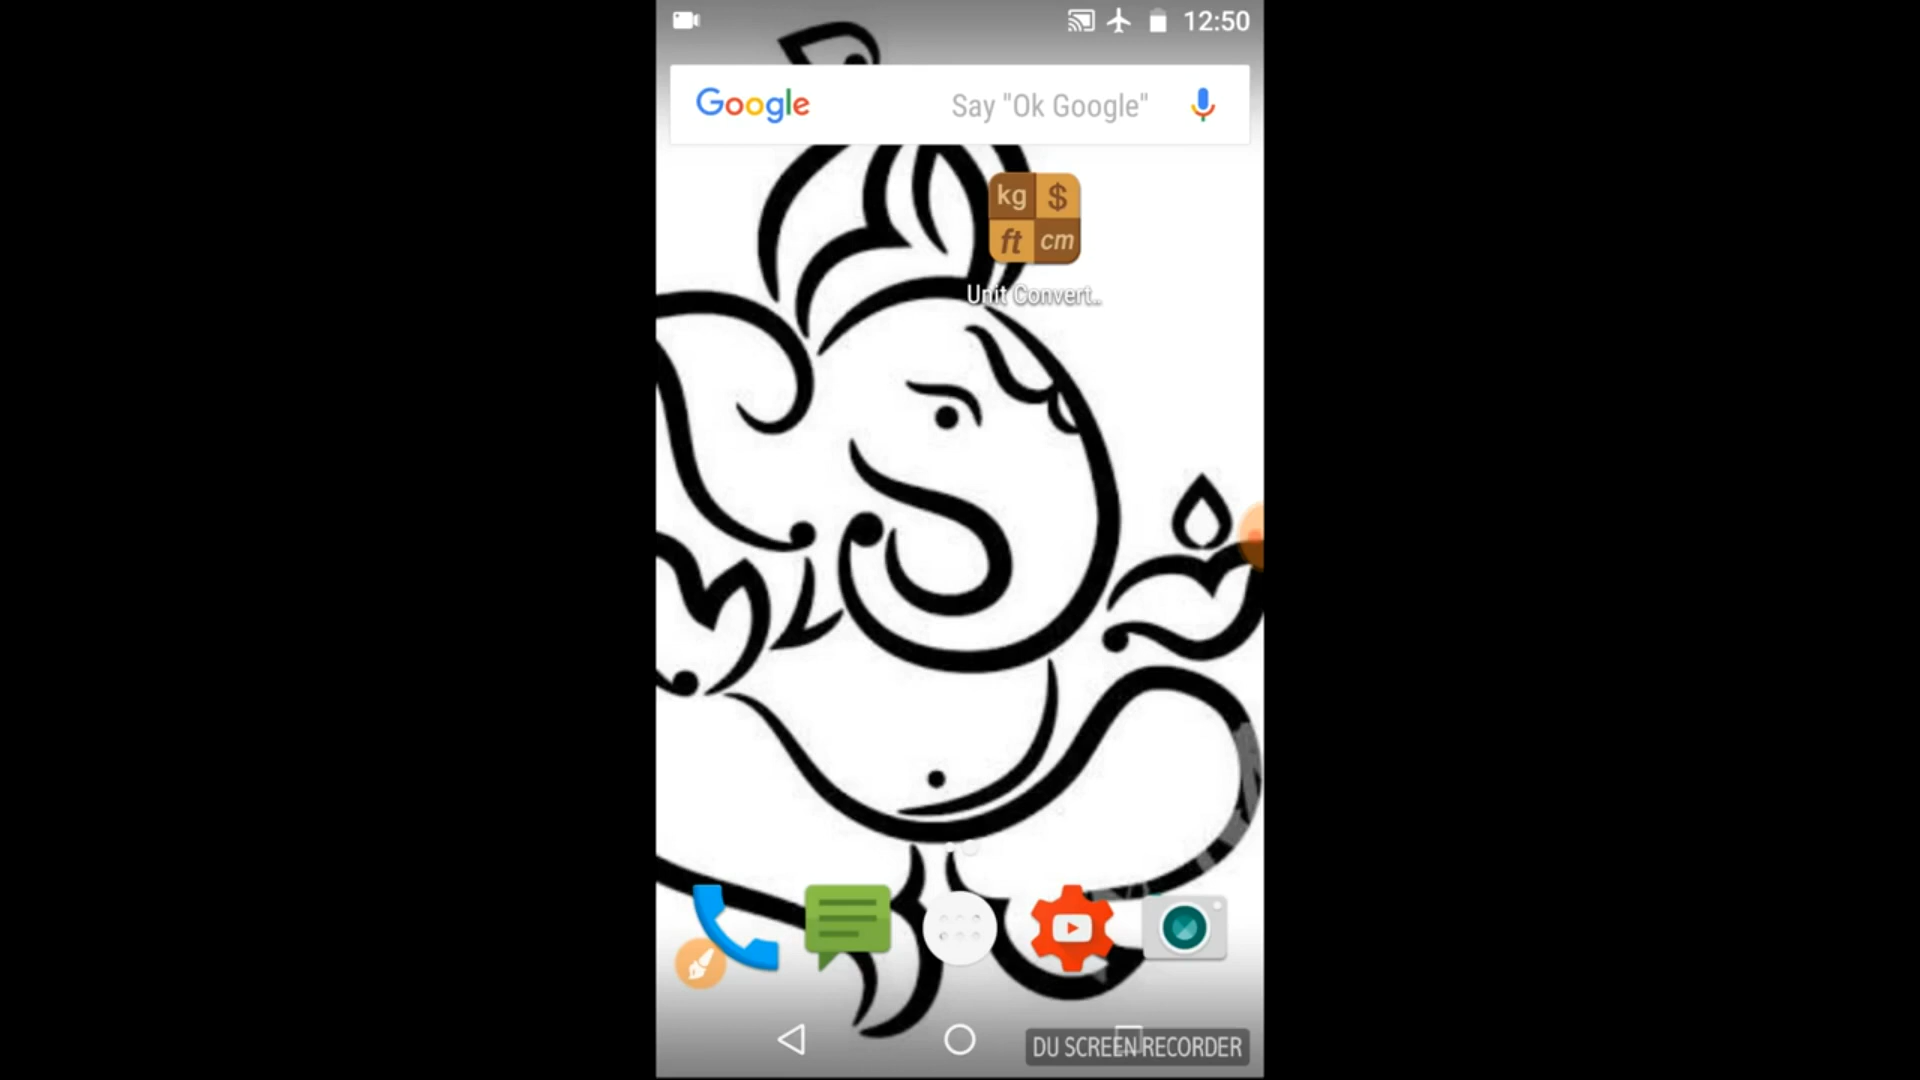 12:50
Google Say "Ok Google"
kg $
ft cm
Unit Convert..
DU SCREEN RECORDER